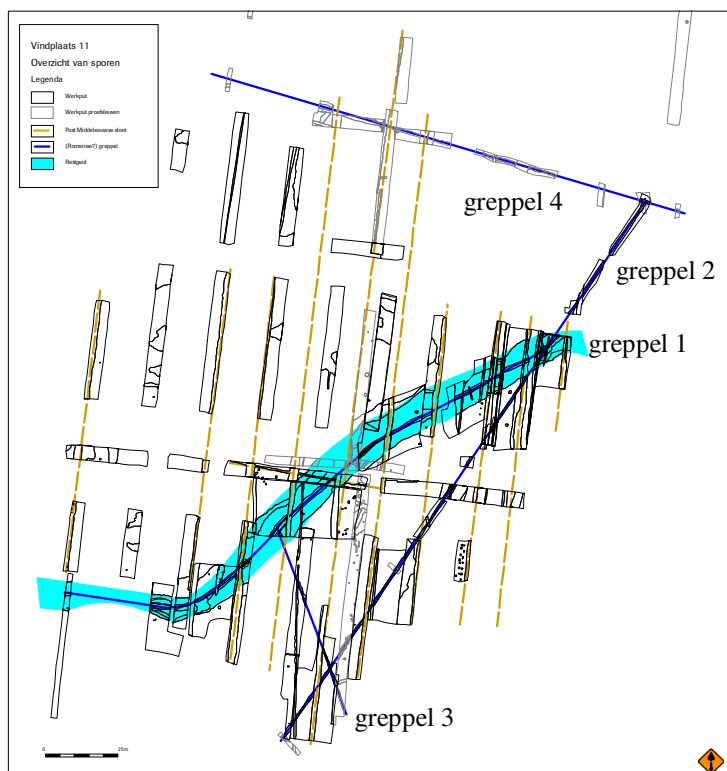 Vindplaats 11
Overzicht van sporen
Legenda
Werkput
Werkput proefsleuven
Post Middeleeuwse sloot
(Romeinse?) greppel
Restgeul
greppel 4
greppel 2
greppel 1
greppel 3
0 25m